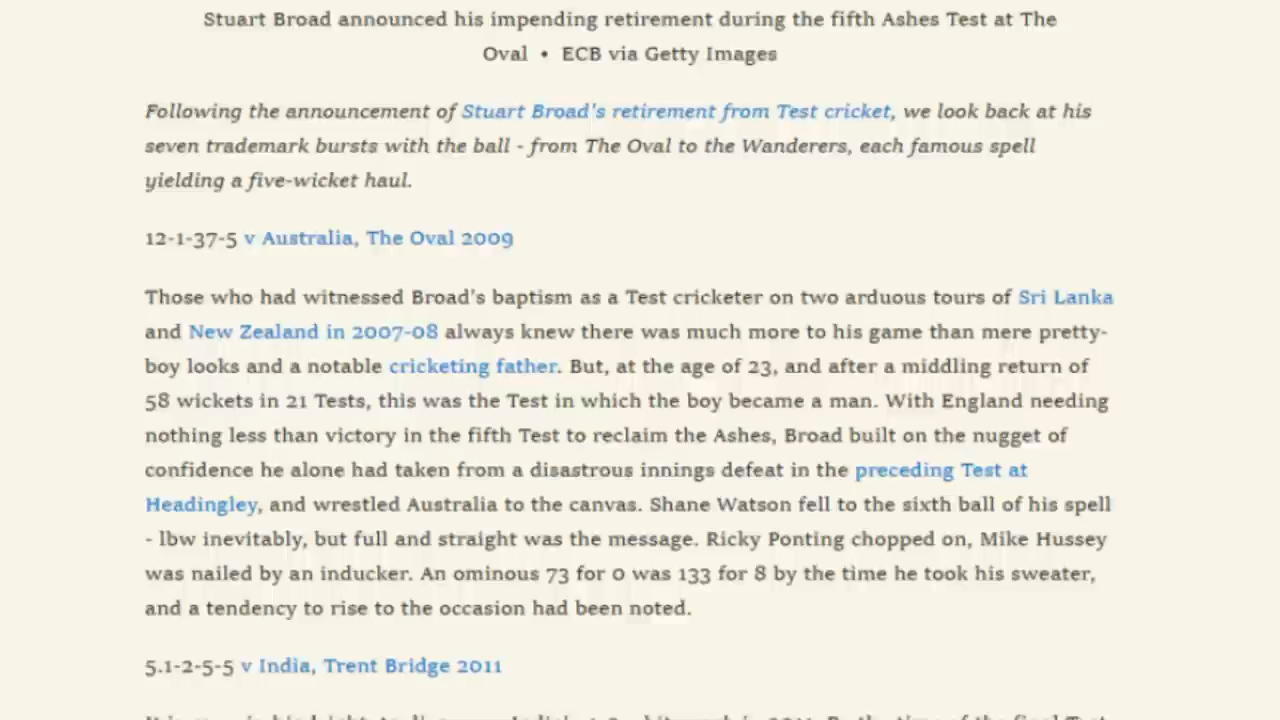 Stuart Broad announced his impending retirement during the fifth Ashes Test at The
Oval • ECB via Getty Images
Following the announcement of Stuart Broad's retirement from Test cricket, we look back at his
seven trademark bursts with the ball - from The Oval to the Wanderers, each famous spell
yielding a five-wicket haul.
12-1-37-5 v Australia, The Oval 2009
Those who had witnessed Broad's baptism as a Test cricketer on two arduous tours of Sri Lanka
and New Zealand in 2007-08 always knew there was much more to his game than mere pretty-
boy looks and a notable cricketing father. But, at the age of 23, and after a middling return of
58 wickets in 21 Tests, this was the Test in which the boy became a man. With England needing
nothing less than victory in the fifth Test to reclaim the Ashes, Broad built on the nugget of
confidence he alone had taken from a disastrous innings defeat in the preceding Test at
Headingley, and wrestled Australia to the canvas. Shane Watson fell to the sixth ball of his spell
- lbw inevitably, but full and straight was the message. Ricky Ponting chopped on, Mike Hussey
was nailed by an inducker. An ominous 73 for 0 was 133 for 8 by the time he took his sweater,
and a tendency to rise to the occasion had been noted.
5.1-2-5-5 v India, Trent Bridge 2011